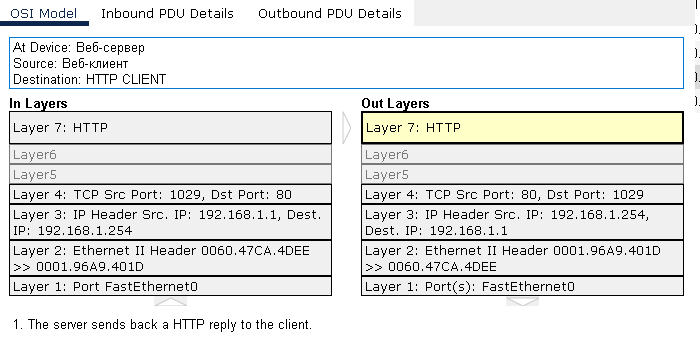 OSI Model Inbound PDU Details Outbound PDU Details
At Device: Веб-сервер
Source: Веб-клиент
Destination: HTTP CLIENT
In Layers
Layer 7: HTTP
Layer6
Layer5
Layer 4: TCP Src Port: 1029, Dst Port: 80
Layer 3: IP Header Src. IP: 192.168.1.1, Dest.
IP: 192.168.1.254
Layer 2: Ethernet II Header 0060.47CA.4DEE
>> 0001.96A9.401D
Layer 1: Port FastEthernet0
Out Layers
Layer 7: HTTP
Layer6
Layer5
Layer 4: TCP Src Port: 80, Dst Port: 1029
Layer 3: IP Header Src. IP: 192.168.1.254,
Dest. IP: 192.168.1.1
Layer 2: Ethernet II Header 0001.96A9.401D
>> 0060.47CA.4DEE
Layer 1: Port(s): FastEthernet0
1. The server sends back a HTTP reply to the client.